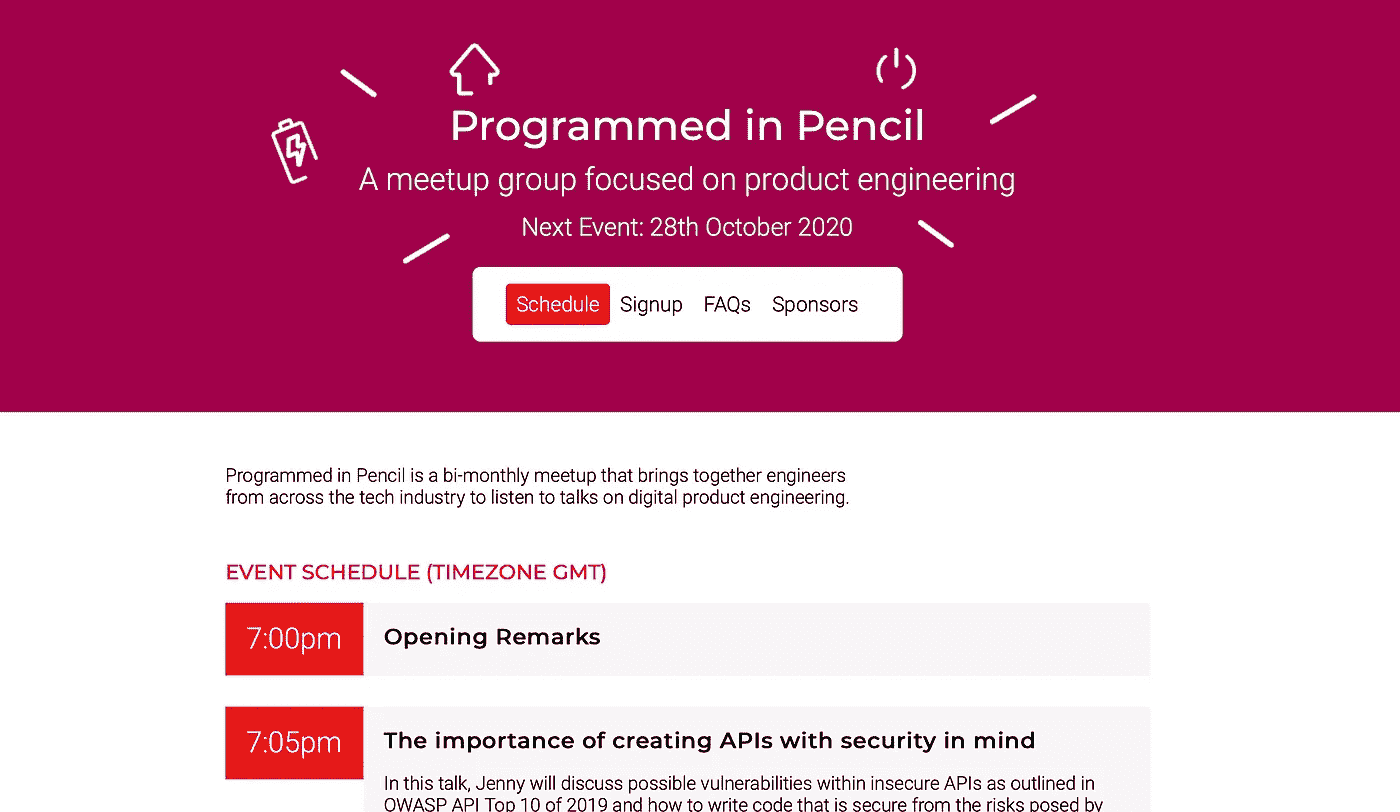 Programmed in Pencil
A meetup group focused on product engineering
Next Event: 28th October 2020
Schedule Signup FAQs Sponsors
Programmed in Pencil is a bi-monthly meetup that brings together engineers
from across the tech industry to listen to talks on digital product engineering.
EVENT SCHEDULE (TIMEZONE GMT)
7:00pm Opening Remarks
7:05pm The importance of creating APIs with security in mind
In this talk, Jenny will discuss possible vulnerabilities within insecure APIs as outlined in
OWASP API Top 10 of 2019 and how to write code that is secure from the risks posed by